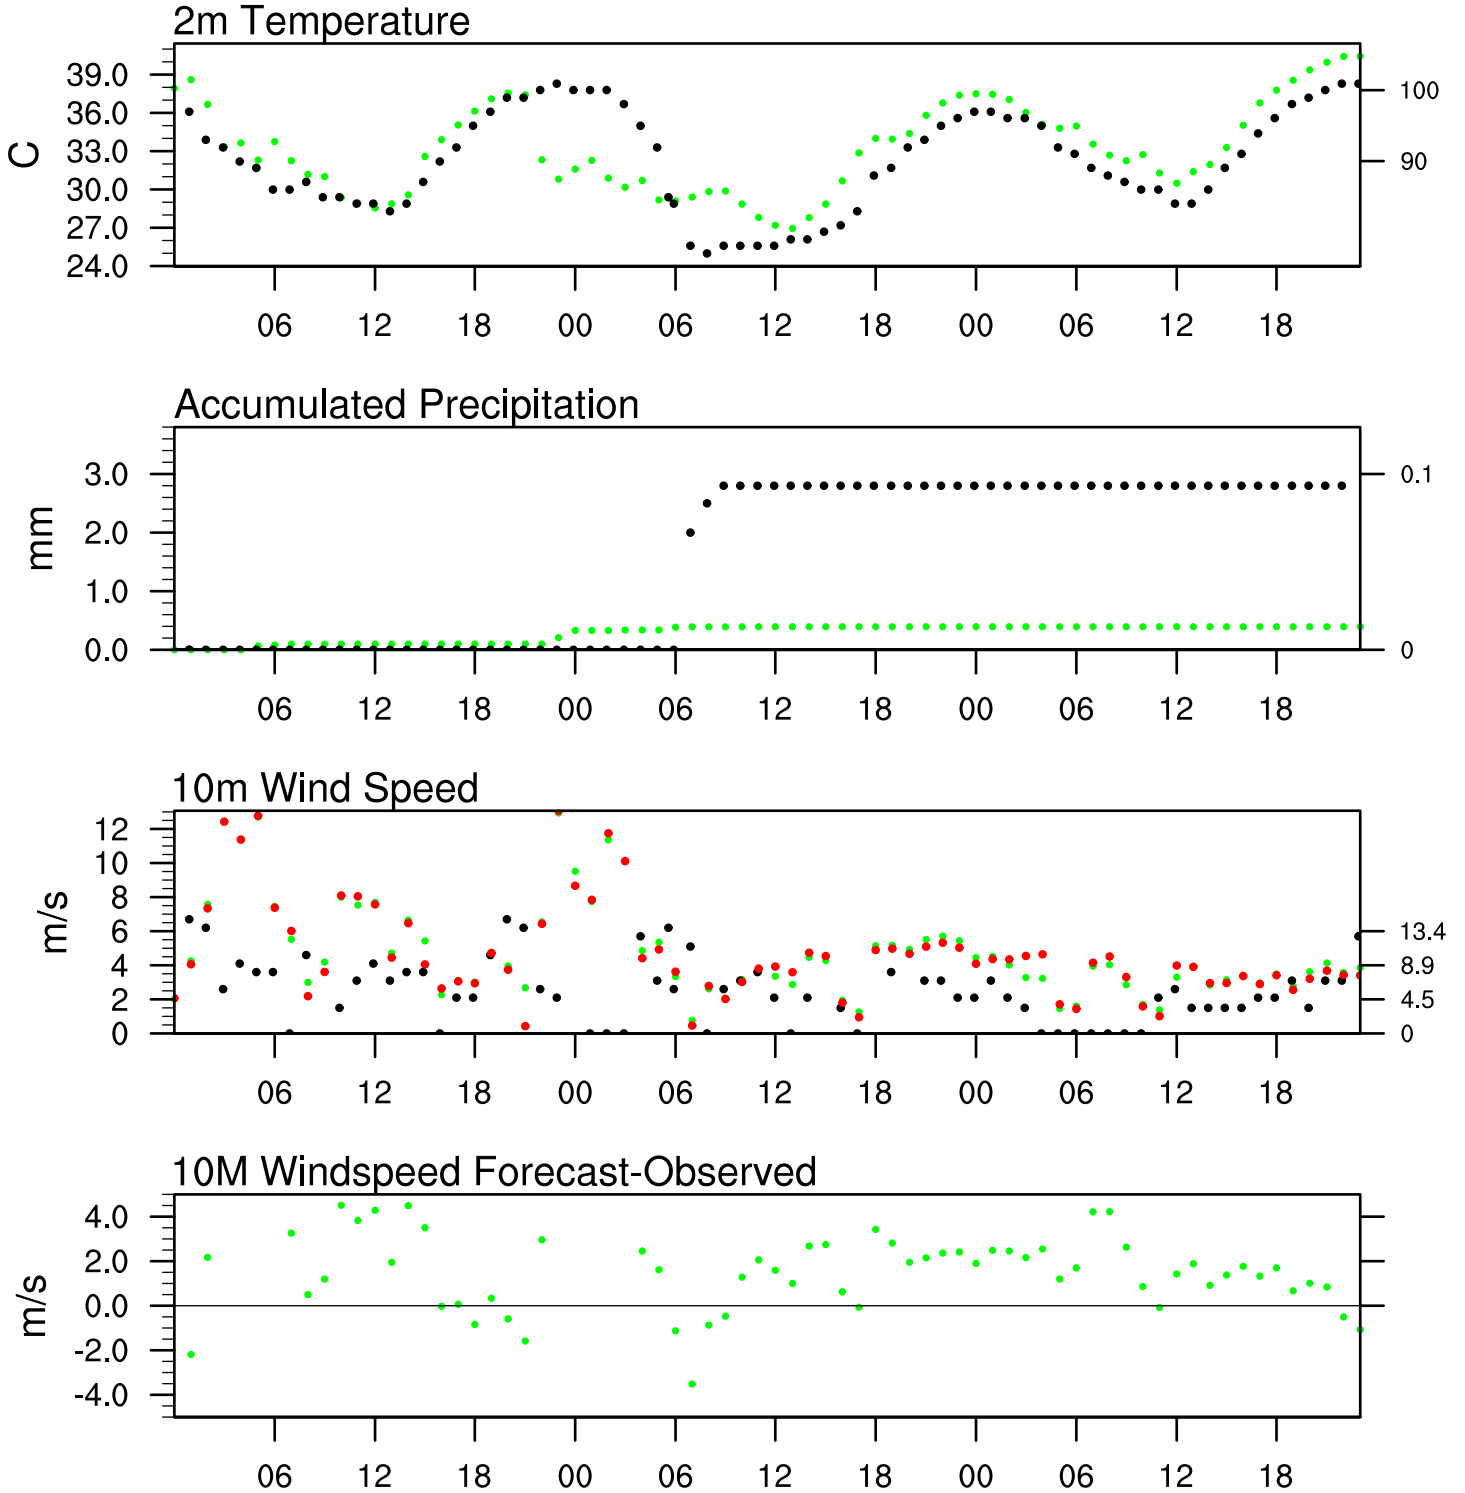 2m Temperature
C
39.0
36.0
33.0
30.0
27.0
24.0
100
90
06 12 18 00 06 12 18 00 06 12 18
Accumulated Precipitation
mm
3.0
2.0
1.0
0.0
0.1
0
06 12 18 00 06 12 18 00 06 12 18
10m Wind Speed
m/s
12
10
8
6
4
2
0
13.4
8.9
4.5
0
06 12 18 00 06 12 18 00 06 12 18
10M Windspeed Forecast-Observed
m/s
4.0
2.0
0.0
-2.0
-4.0
06 12 18 00 06 12 18 00 06 12 18